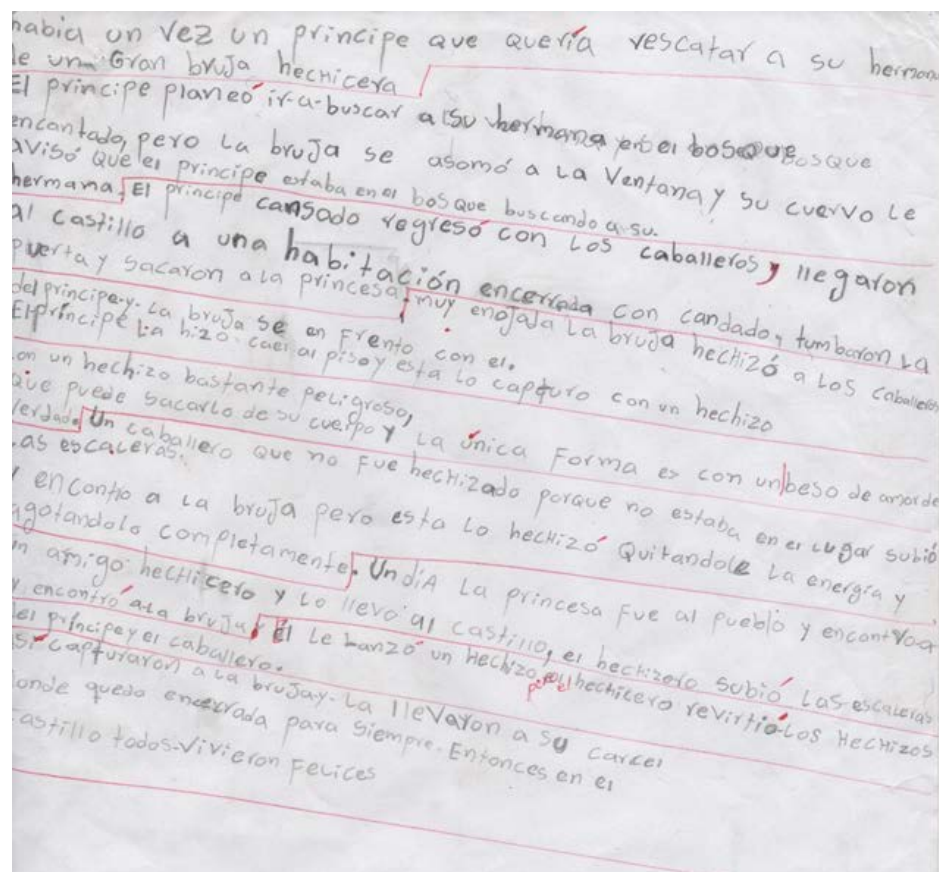 habia un vez un principe que quería rescatar a su herman
de un Gran bruja hechicera
El principe planeó ir-a-buscar a su hermana en el bosque bosque
encantado, pero la bruja se asomó a la ventana y su cuervo le
avisó que el principe estaba en el bosque buscando a su.
hermana. El principe cansado regresó con los caballeros y llegaron
al castillo a una habitación encerrada con candado, tumbaron la
puerta y sacaron a la princesa, muy enojada la bruja hechizó a los caballeros
del principe.y. La bruja se en frento con el.
El príncipe la hizo caer al piso y esta lo capturo con un hechizo
con un hechizo bastante peligroso,
que puede sacarlo de su cuerpo y la única forma es con un beso de amor de
verdad. Un caballero que no fue hechizado porque no estaba en el lugar subió
las escaleras.
y encontro a la bruja pero esta lo hechizó quitandole la energía y
agotandolo completamente. Un día la princesa fue al pueblo y encontró a
un amigo hechicero y lo llevó al castillo, el hechizero subió las escaleras
y encontró a la bruja, Él le lanzó un hechizo, pero el hechicero revirtió los hechizos
del príncipe y el caballero.
Así capturaron a la bruja y. La llevaron a su carcel
donde quedo encerrada para siempre. Entonces en el
castillo todos vivieron felices